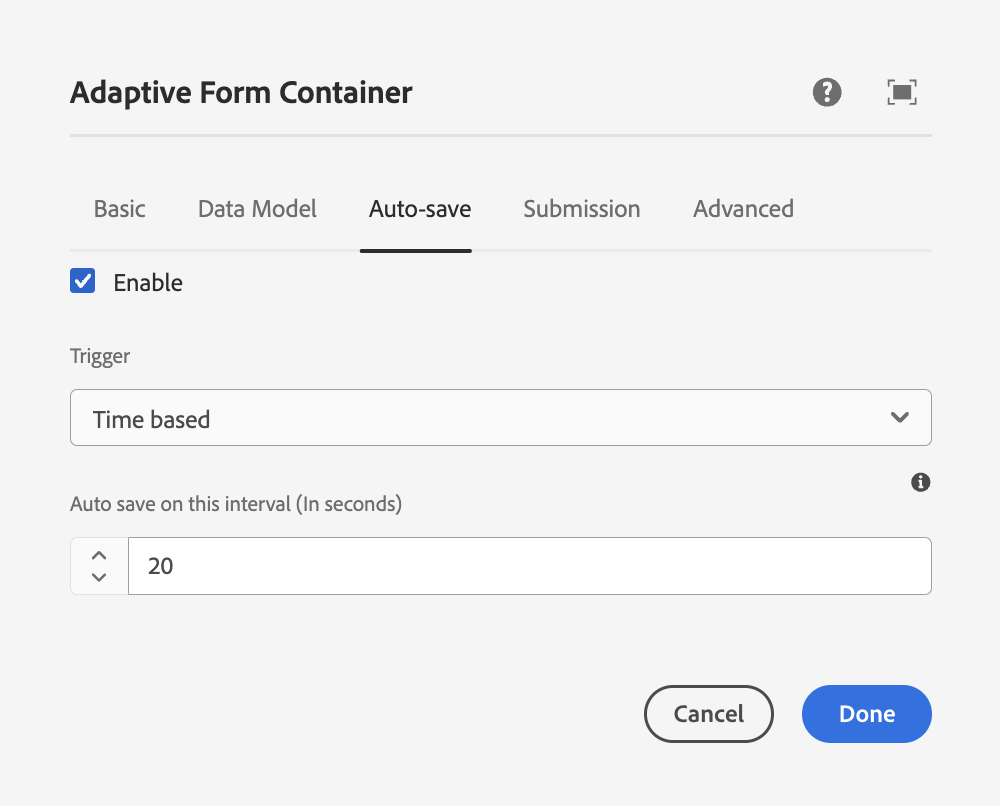 Adaptive Form Container
Basic Data Model Auto-save Submission Advanced
Enable
Trigger
Time based
Auto save on this interval (In seconds)
20
Cancel Done